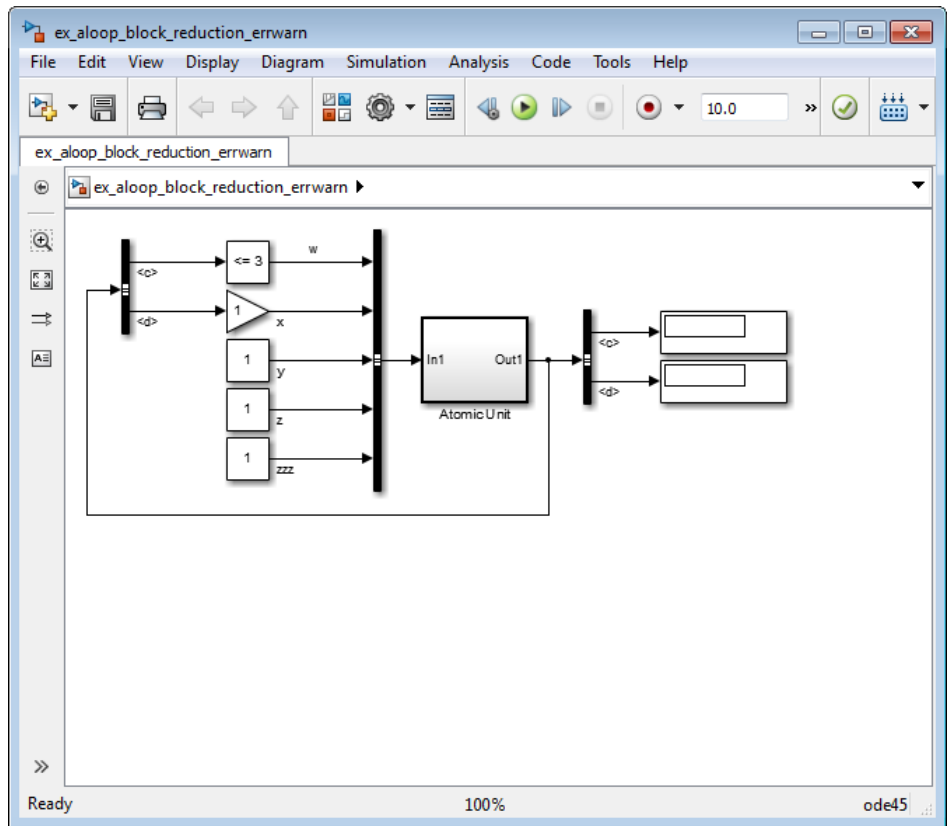 ex_aloop_block_reduction_errwarn
File Edit View Display Diagram Simulation Analysis Code Tools Help
10.0 »
ex_aloop_block_reduction_errwarn
ex_aloop_block_reduction_errwarn
<c> <= 3 w
<d> 1 x
1 y
1 z
1 zzz
In1 Out1
Atomic Unit
<c>
<d>
»
Ready 100% ode45